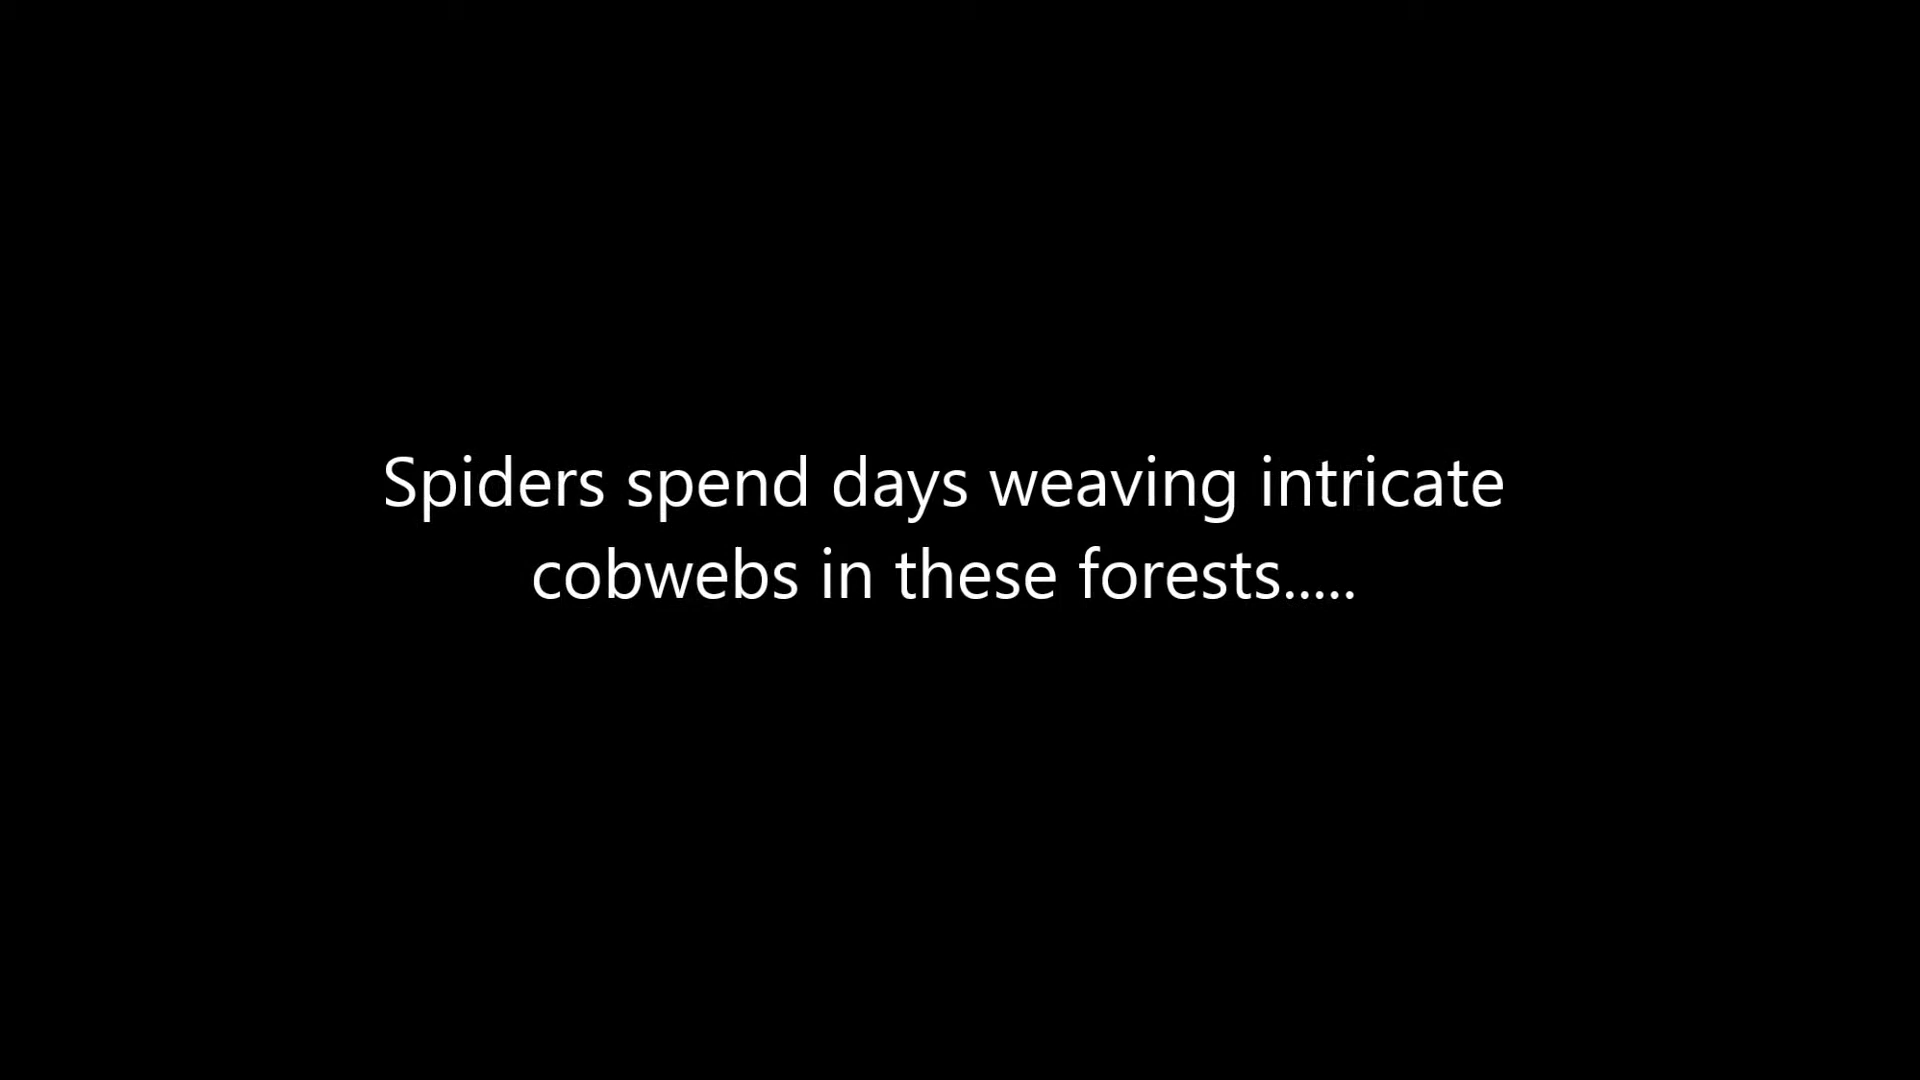 Spiders spend days weaving intricate
cobwebs in these forests.....